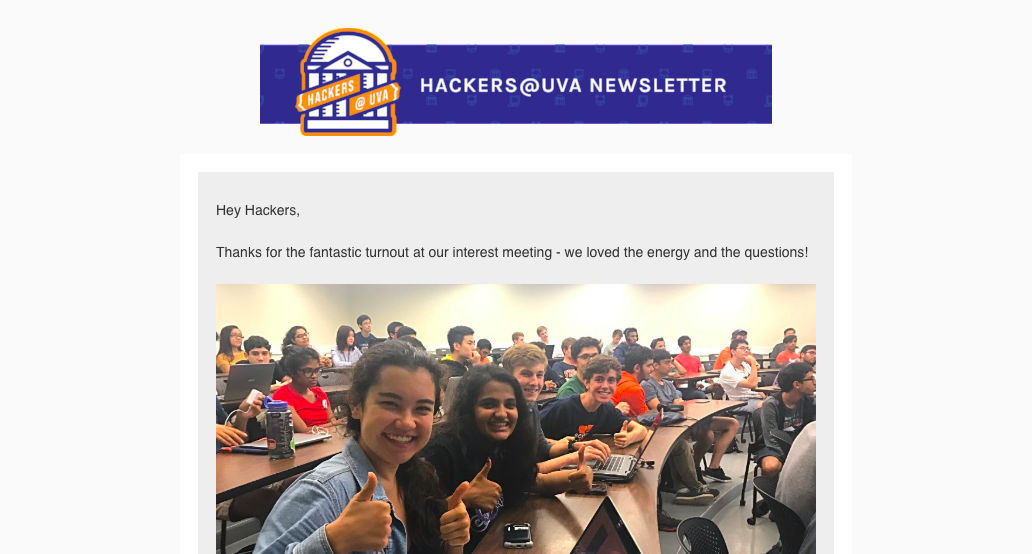 HACKERS
@ UVA
HACKERS@UVA NEWSLETTER
Hey Hackers,
Thanks for the fantastic turnout at our interest meeting - we loved the energy and the questions!